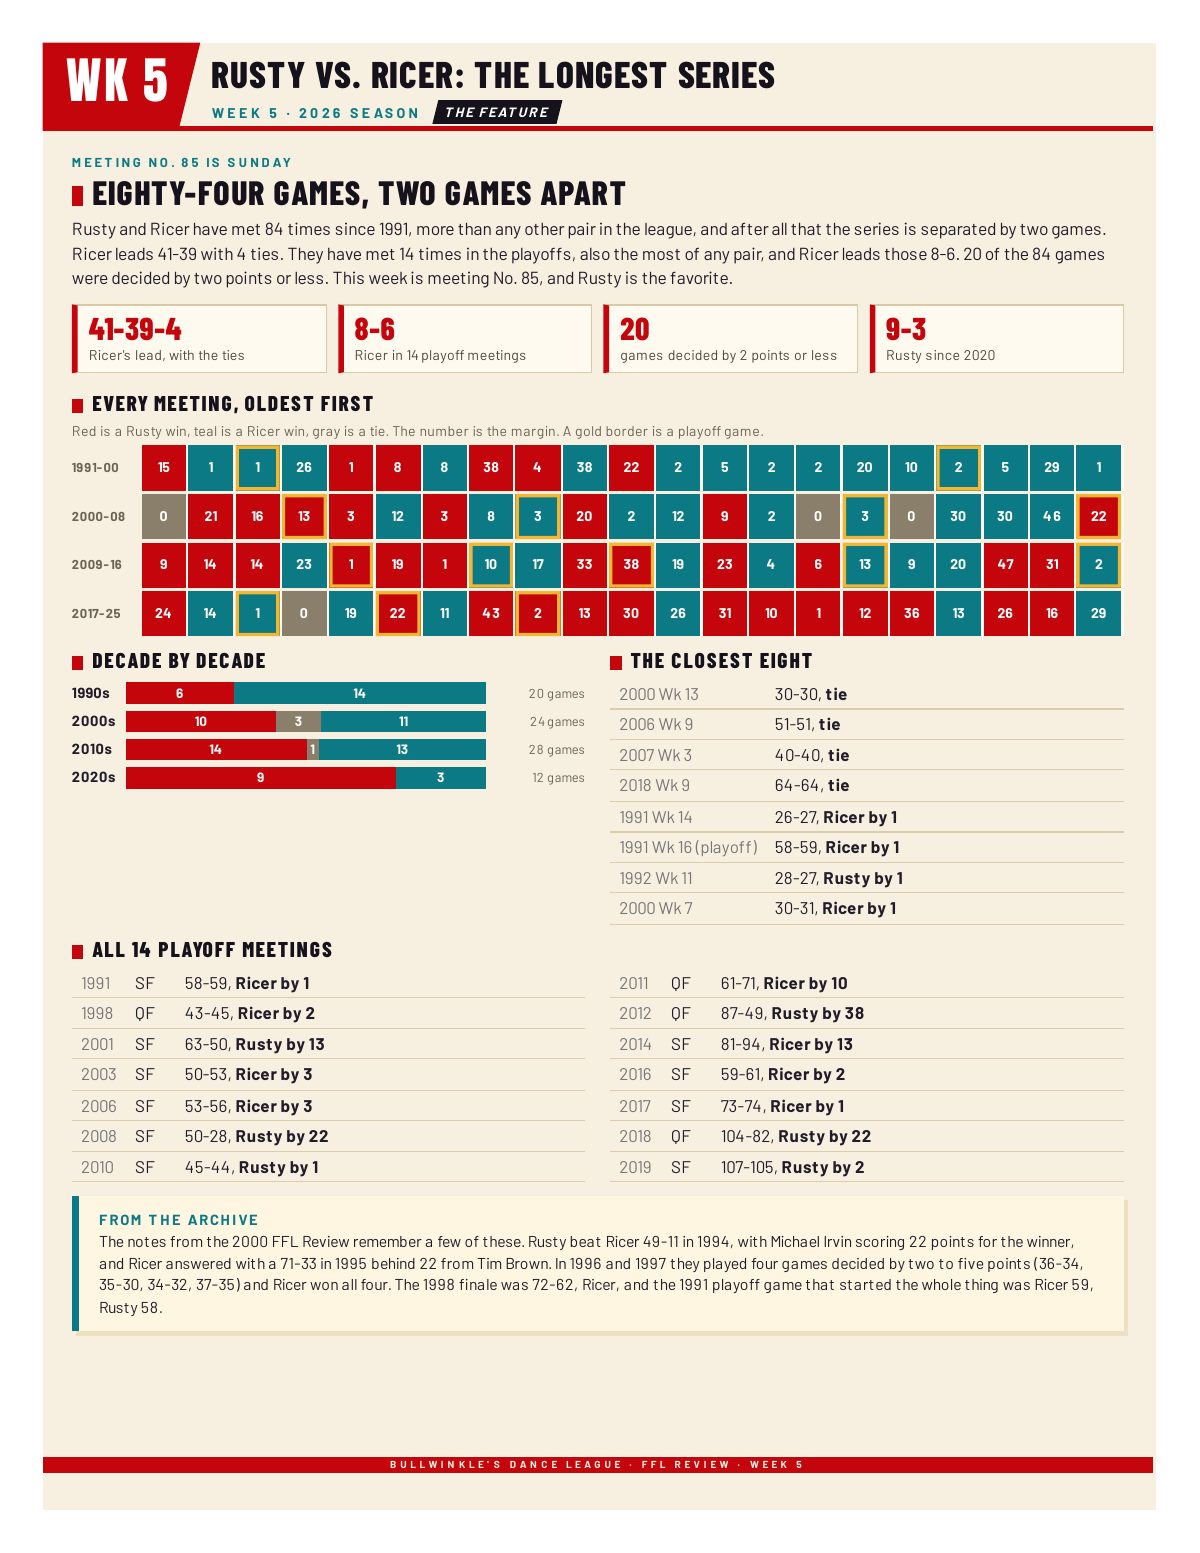 WK 5
RUSTY VS. RICER: THE LONGEST SERIES
WEEK 5 · 2026 SEASON THE FEATURE
MEETING NO. 85 IS SUNDAY
EIGHTY-FOUR GAMES, TWO GAMES APART
Rusty and Ricer have met 84 times since 1991, more than any other pair in the league, and after all that the series is separated by two games.
Ricer leads 41-39 with 4 ties. They have met 14 times in the playoffs, also the most of any pair, and Ricer leads those 8-6. 20 of the 84 games
were decided by two points or less. This week is meeting No. 85, and Rusty is the favorite.
41-39-4
Ricer's lead, with the ties
8-6
Ricer in 14 playoff meetings
20
games decided by 2 points or less
9-3
Rusty since 2020
EVERY MEETING, OLDEST FIRST
Red is a Rusty win, teal is a Ricer win, gray is a tie. The number is the margin. A gold border is a playoff game.
1991-00 15 1 1 26 1 8 8 38 4 38 22 2 5 2 2 20 10 2 5 29 1
2000-08 0 21 16 13 3 12 3 8 3 20 2 12 9 2 0 3 0 30 30 46 22
2009-16 9 14 14 23 1 19 1 10 17 33 38 19 23 4 6 13 9 20 47 31 2
2017-25 24 14 1 0 19 22 11 43 2 13 30 26 31 10 1 12 36 13 26 16 29
DECADE BY DECADE
1990s 6 14 20 games
2000s 10 3 11 24 games
2010s 14 1 13 28 games
2020s 9 3 12 games
THE CLOSEST EIGHT
2000 Wk 13 30-30, tie
2006 Wk 9 51-51, tie
2007 Wk 3 40-40, tie
2018 Wk 9 64-64, tie
1991 Wk 14 26-27, Ricer by 1
1991 Wk 16 (playoff) 58-59, Ricer by 1
1992 Wk 11 28-27, Rusty by 1
2000 Wk 7 30-31, Ricer by 1
ALL 14 PLAYOFF MEETINGS
1991 SF 58-59, Ricer by 1
1998 QF 43-45, Ricer by 2
2001 SF 63-50, Rusty by 13
2003 SF 50-53, Ricer by 3
2006 SF 53-56, Ricer by 3
2008 SF 50-28, Rusty by 22
2010 SF 45-44, Rusty by 1
2011 QF 61-71, Ricer by 10
2012 QF 87-49, Rusty by 38
2014 SF 81-94, Ricer by 13
2016 SF 59-61, Ricer by 2
2017 SF 73-74, Ricer by 1
2018 QF 104-82, Rusty by 22
2019 SF 107-105, Rusty by 2
FROM THE ARCHIVE
The notes from the 2000 FFL Review remember a few of these. Rusty beat Ricer 49-11 in 1994, with Michael Irvin scoring 22 points for the winner,
and Ricer answered with a 71-33 in 1995 behind 22 from Tim Brown. In 1996 and 1997 they played four games decided by two to five points (36-34,
35-30, 34-32, 37-35) and Ricer won all four. The 1998 finale was 72-62, Ricer, and the 1991 playoff game that started the whole thing was Ricer 59,
Rusty 58.
BULLWINKLE'S DANCE LEAGUE · FFL REVIEW · WEEK 5